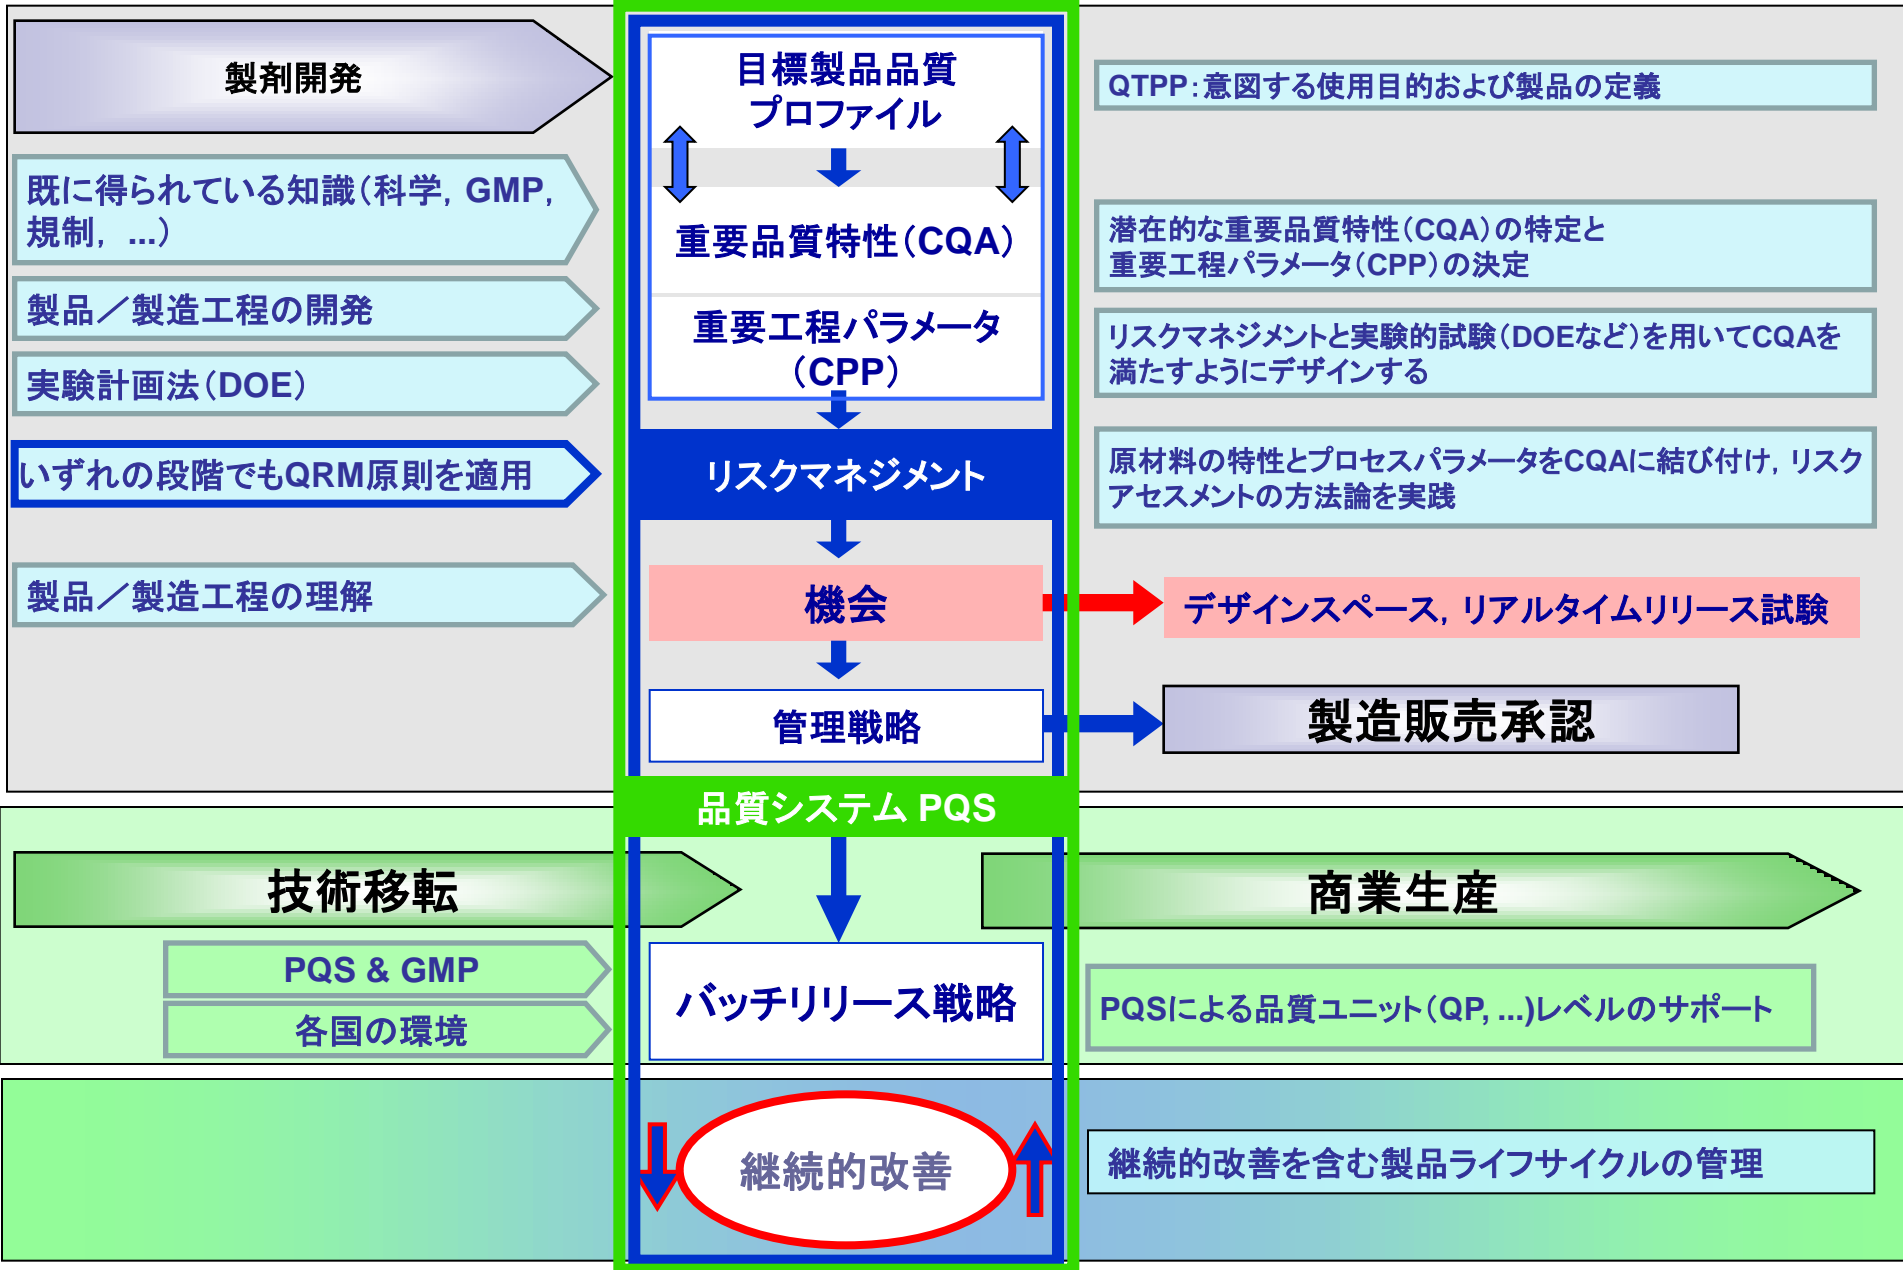 製剤開発
目標製品品質
プロファイル
QTPP：意図する使用目的および製品の定義
既に得られている知識（科学，GMP，
規制，...）
重要品質特性（CQA）
潜在的な重要品質特性（CQA）の特定と
重要工程パラメータ（CPP）の決定
製品／製造工程の開発
重要工程パラメータ
（CPP）
リスクマネジメントと実験的試験（DOEなど）を用いてCQAを
満たすようにデザインする
実験計画法（DOE）
いずれの段階でもQRM原則を適用
リスクマネジメント
原材料の特性とプロセスパラメータをCQAに結び付け，リスク
アセスメントの方法論を実践
製品／製造工程の理解
機会
デザインスペース，リアルタイムリリース試験
管理戦略
製造販売承認
品質システム PQS
技術移転
商業生産
PQS & GMP
各国の環境
バッチリリース戦略
PQSによる品質ユニット（QP, ...)レベルのサポート
継続的改善
継続的改善を含む製品ライフサイクルの管理